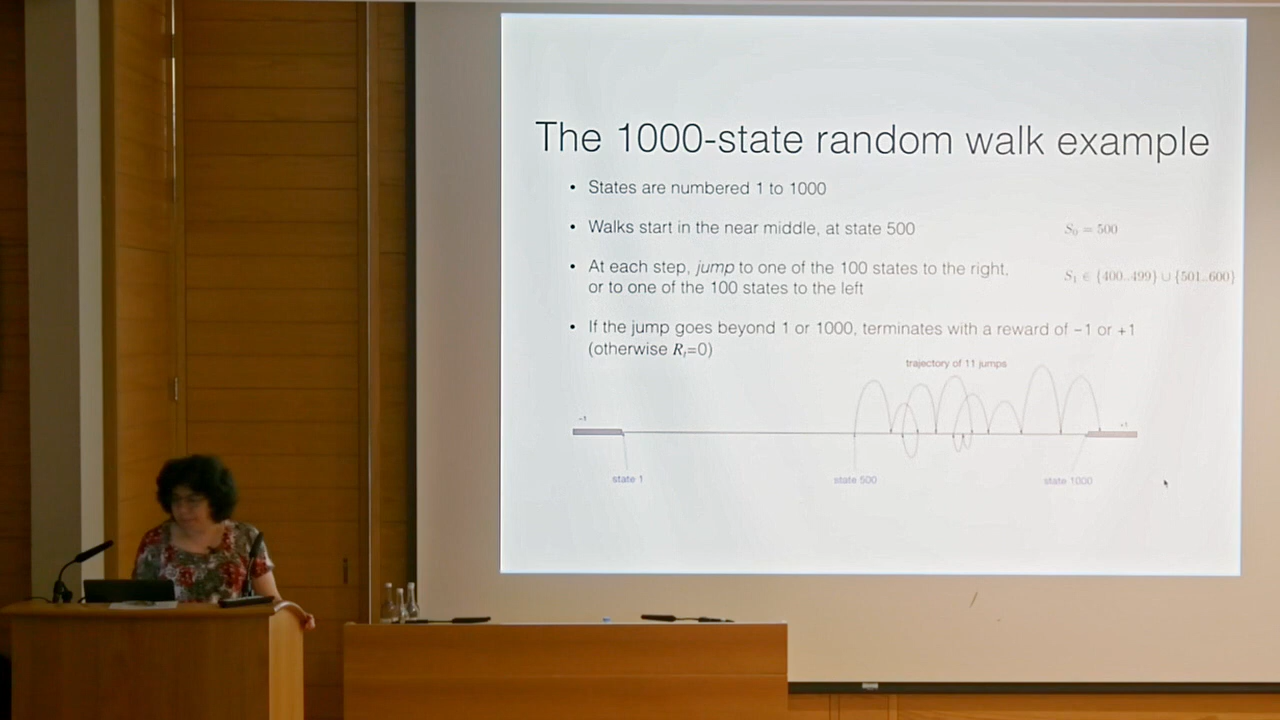 The 1000-state random walk example
• States are numbered 1 to 1000
• Walks start in the near middle, at state 500
S₀ = 500
• At each step, jump to one of the 100 states to the right,
or to one of the 100 states to the left
S₁ ∈ {400..499} ∪ {501..600}
• If the jump goes beyond 1 or 1000, terminates with a reward of −1 or +1
(otherwise Rₜ=0)
trajectory of 11 jumps
−1
+1
state 1
state 500
state 1000